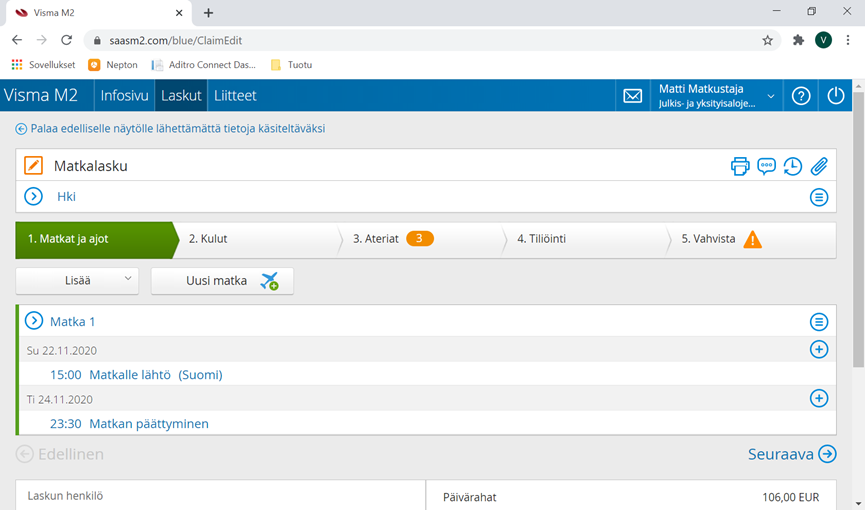 Visma M2
saasm2.com/blue/ClaimEdit
V
Sovellukset Nepton Aditro Connect Das... Tuotu
Visma M2 Infosivu Laskut Liitteet
Matti Matkustaja
Julkis- ja yksityisaloje...
Palaa edelliselle näytölle lähettämättä tietoja käsiteltäväksi
Matkalasku
Hki
1. Matkat ja ajot 2. Kulut 3. Ateriat 3 4. Tiliöinti 5. Vahvista
Lisää Uusi matka
Matka 1
Su 22.11.2020
15:00 Matkalle lähtö (Suomi)
Ti 24.11.2020
23:30 Matkan päättyminen
Edellinen Seuraava
Laskun henkilö Päivärahat 106,00 EUR